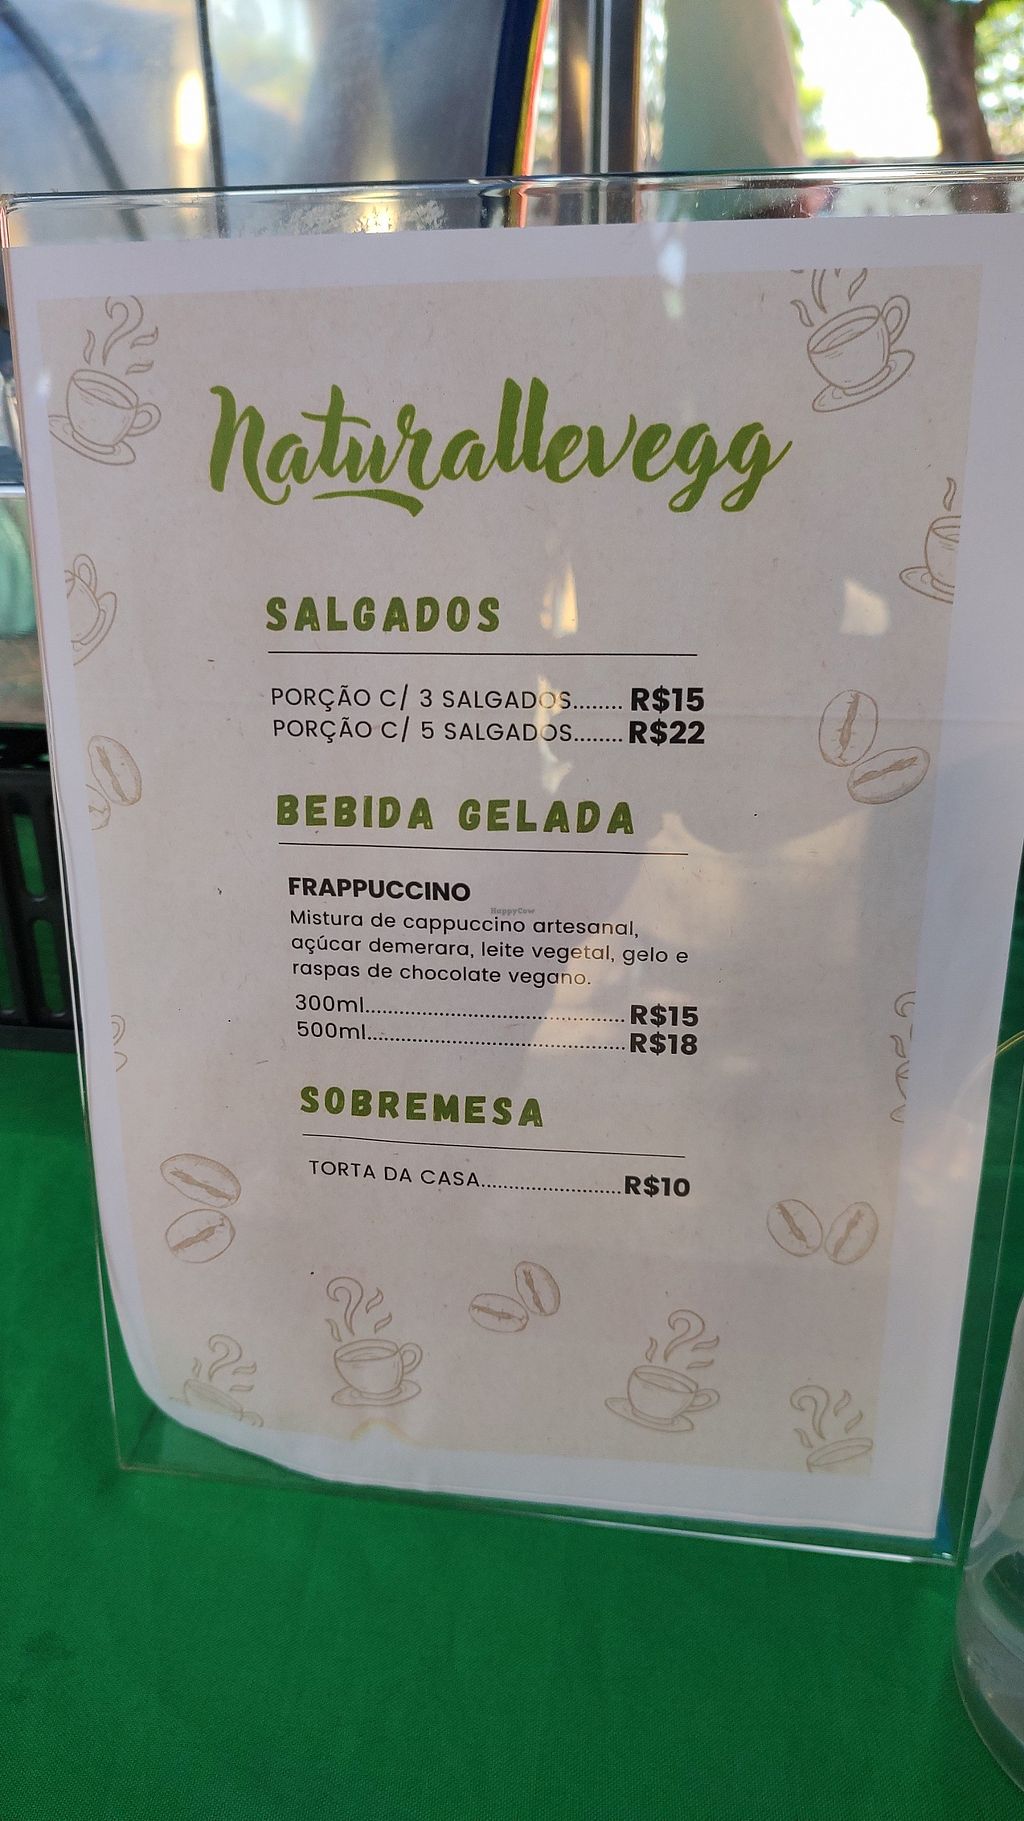 Naturallevegg
SALGADOS
PORÇÃO C/ 3 SALGADOS........ R$15
PORÇÃO C/ 5 SALGADOS........ R$22
BEBIDA GELADA
FRAPPUCCINO
HappyCow
Mistura de cappuccino artesanal,
açúcar demerara, leite vegetal, gelo e
raspas de chocolate vegano.
300ml.............................................. R$15
500ml.............................................. R$18
SOBREMESA
TORTA DA CASA......................... R$10